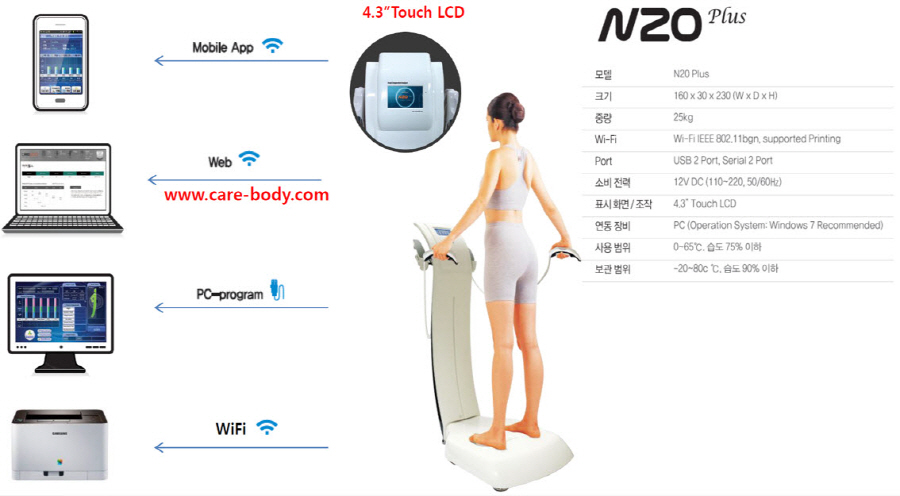 4.3”Touch LCD
N20 Plus
Mobile App
Web
www.care-body.com
PC-program
WiFi
SAMSUNG
모델 N20 Plus
크기 160 x 30 x 230 (W x D x H)
중량 25kg
Wi-Fi Wi-Fi IEEE 802.11bgn, supported Printing
Port USB 2 Port, Serial 2 Port
소비 전력 12V DC (110~220, 50/60Hz)
표시 화면 / 조작 4.3" Touch LCD
연동 장비 PC (Operation System: Windows 7 Recommended)
사용 범위 0~65℃, 습도 75% 이하
보관 범위 -20~80c ℃, 습도 90% 이하